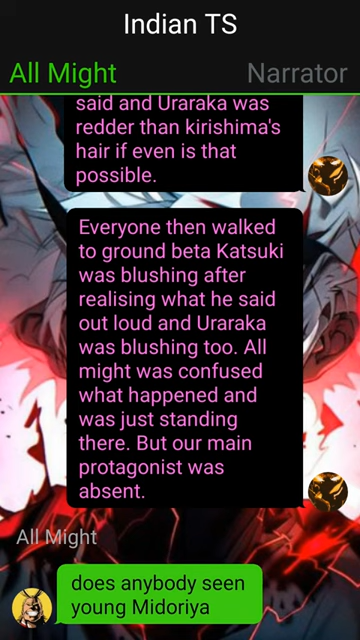 Indian TS
All Might
Narrator
said and Uraraka was
redder than kirishima's
hair if even is that
possible.
Everyone then walked
to ground beta Katsuki
was blushing after
realising what he said
out loud and Uraraka
was blushing too. All
might was confused
what happened and
was just standing
there. But our main
protagonist was
absent.
All Might
does anybody seen
young Midoriya